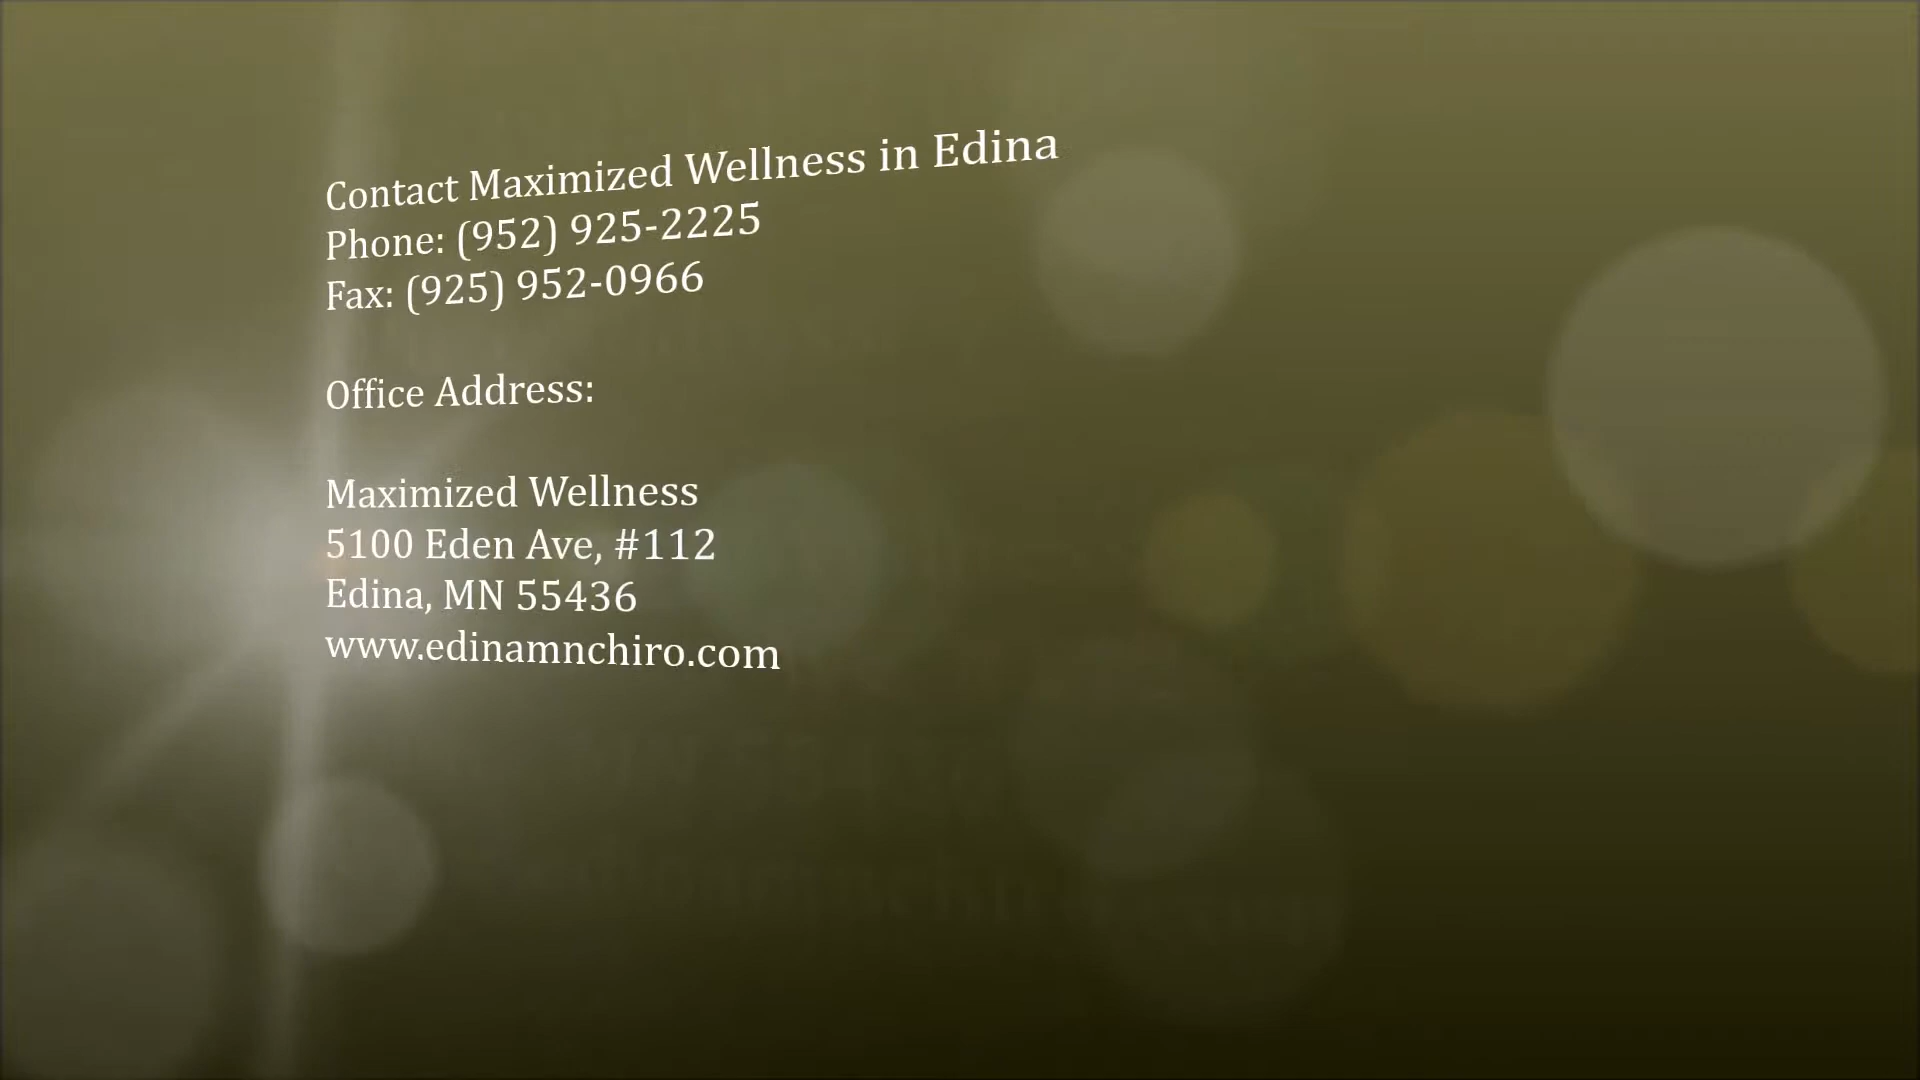 Contact Maximized Wellness in Edina
Phone: (952) 925-2225
Fax: (925) 952-0966
Office Address:
Maximized Wellness
5100 Eden Ave, #112
Edina, MN 55436
www.edinamnchiro.com